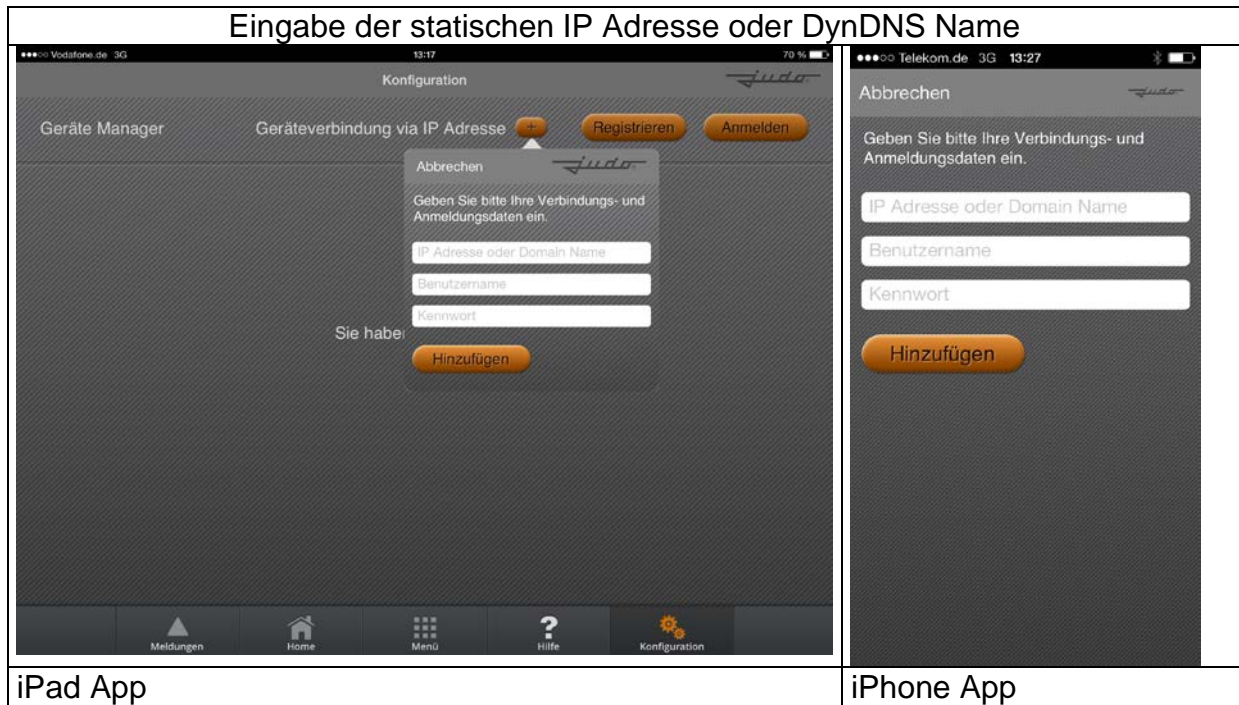 Eingabe der statischen IP Adresse oder DynDNS Name
Vodafone.de 3G 13:17 70 %
Konfiguration
judo
Geräte Manager Geräteverbindung via IP Adresse + Registrieren Anmelden
Abbrechen judo
Geben Sie bitte Ihre Verbindungs- und
Anmeldungsdaten ein.
IP Adresse oder Domain Name
Benutzername
Kennwort
Sie haben
Hinzufügen
Meldungen Home Menü ? Hilfe Konfiguration
Telekom.de 3G 13:27
Abbrechen judo
Geben Sie bitte Ihre Verbindungs- und
Anmeldungsdaten ein.
IP Adresse oder Domain Name
Benutzername
Kennwort
Hinzufügen
iPad App
iPhone App